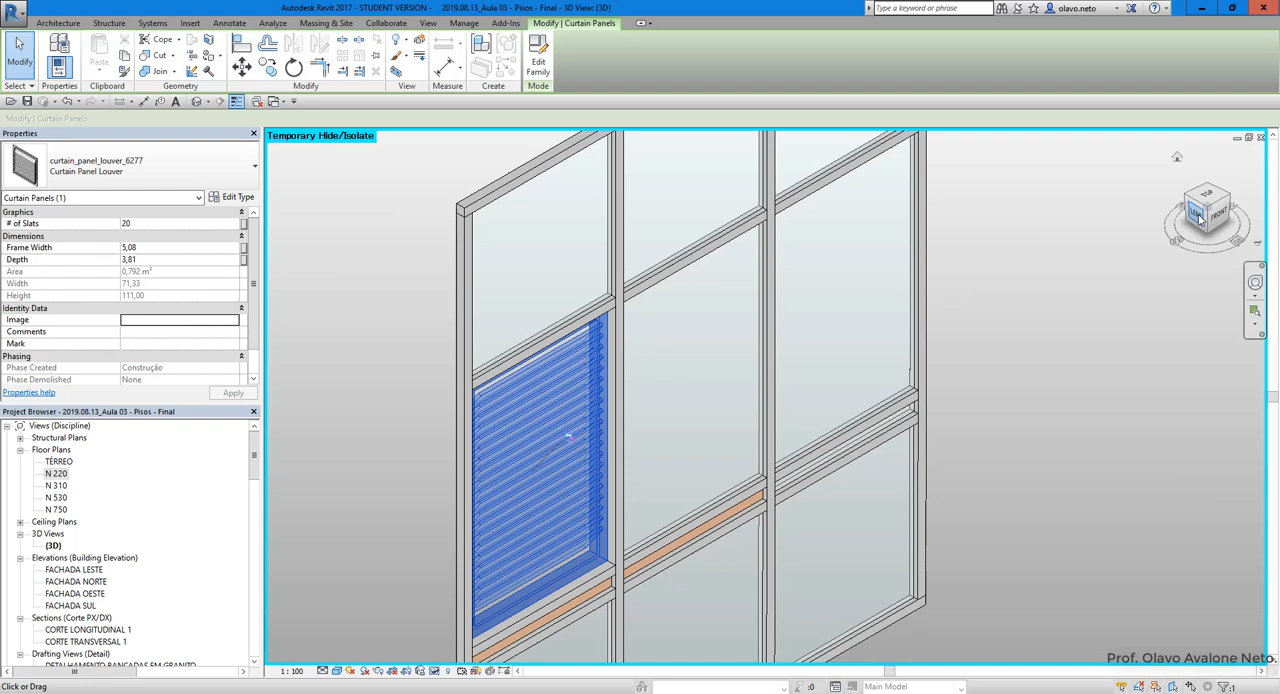 Autodesk Revit 2017 - STUDENT VERSION - 2019.08.13_Aula 03 - Pisos - Final - 3D View: {3D}
Type a keyword or phrase
olavo.neto
Architecture Structure Systems Insert Annotate Analyze Massing & Site Collaborate View Manage Add-Ins Modify | Curtain Panels
Modify
Paste
Cope
Cut
Join
Edit
Family
Select Properties Clipboard Geometry Modify View Measure Create Mode
Modify | Curtain Panels
Properties
curtain_panel_louver_6277
Curtain Panel Louver
Curtain Panels (1) Edit Type
Graphics
# of Slats 20
Dimensions
Frame Width 5,08
Depth 3,81
Area 0,792 m²
Width 71,33
Height 111,00
Identity Data
Image
Comments
Mark
Phasing
Phase Created Construção
Phase Demolished None
Properties help Apply
Project Browser - 2019.08.13_Aula 03 - Pisos - Final
Views (Discipline)
Structural Plans
Floor Plans
TÉRREO
N 220
N 310
N 530
N 750
Ceiling Plans
3D Views
{3D}
Elevations (Building Elevation)
FACHADA LESTE
FACHADA NORTE
FACHADA OESTE
FACHADA SUL
Sections (Corte PX/DX)
CORTE LONGITUDINAL 1
CORTE TRANSVERSAL 1
Drafting Views (Detail)
DETALHAMENTO BANCADAS EM GRANITO
Temporary Hide/Isolate
TOP
FRONT
1 : 100
Prof. Olavo Avalone Neto
Click or Drag
:0
Main Model
:1